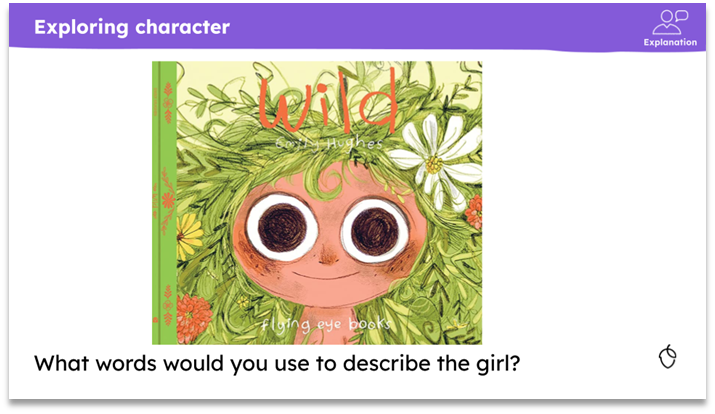 Exploring character
Explanation
Wild
Emily Hughes
flying eye books
What words would you use to describe the girl?